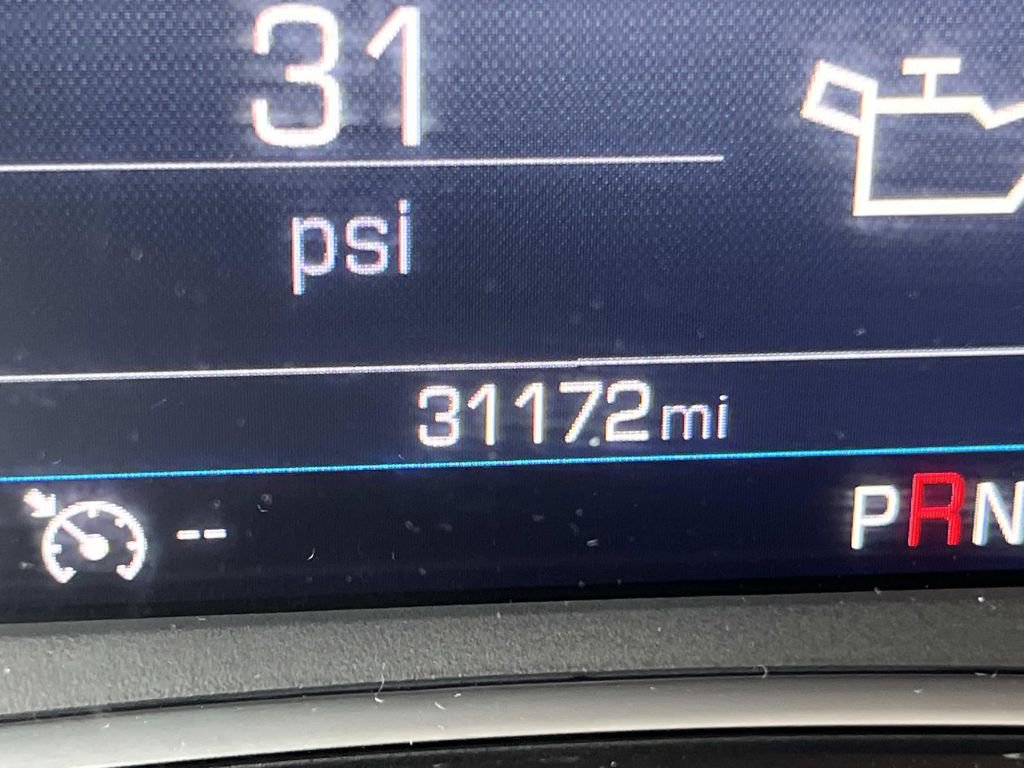 31
psi
31172mi
-- PRN